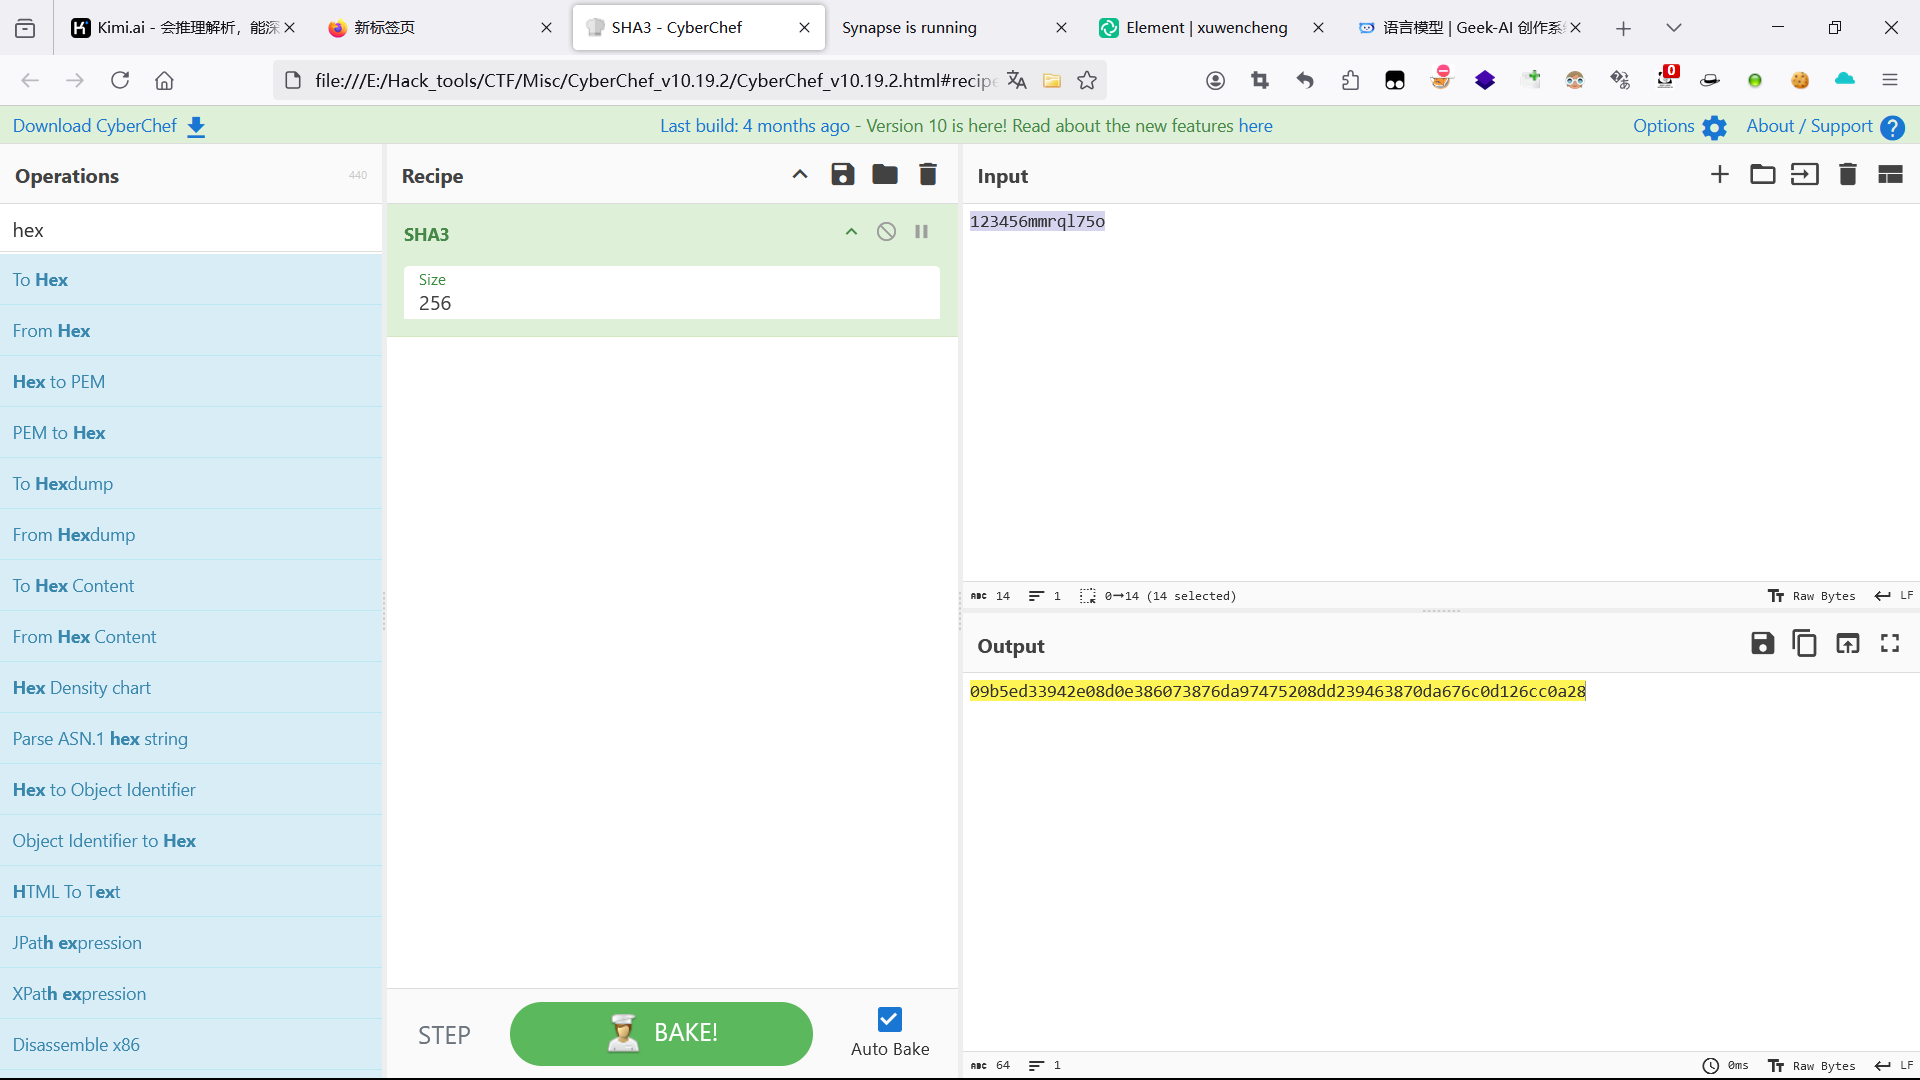 Kimi.ai - 会推理解析，能深
新标签页
SHA3 - CyberChef
Synapse is running
Element | xuwencheng
语言模型 | Geek-AI 创作系
file:///E:/Hack_tools/CTF/Misc/CyberChef_v10.19.2/CyberChef_v10.19.2.html#recipe
0
Download CyberChef
Last build: 4 months ago - Version 10 is here! Read about the new features here
Options
About / Support
Operations
440
hex
To Hex
From Hex
Hex to PEM
PEM to Hex
To Hexdump
From Hexdump
To Hex Content
From Hex Content
Hex Density chart
Parse ASN.1 hex string
Hex to Object Identifier
Object Identifier to Hex
HTML To Text
JPath expression
XPath expression
Disassemble x86
Recipe
SHA3
Size
256
STEP
BAKE!
Auto Bake
Input
123456mmrql75o
ABC 14 1 0→14 (14 selected)
Raw Bytes LF
Output
09b5ed33942e08d0e386073876da97475208dd239463870da676c0d126cc0a28
ABC 64 1
0ms Raw Bytes LF